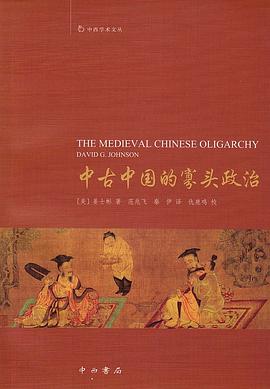 中西学术文丛
THE MEDIEVAL CHINESE OLIGARCHY
DAVID G. JOHNSON
中古中国的寡头政治
[美] 姜士彬 著 范兆飞 秦 伊 译 仇鹿鸣 校
中西书局